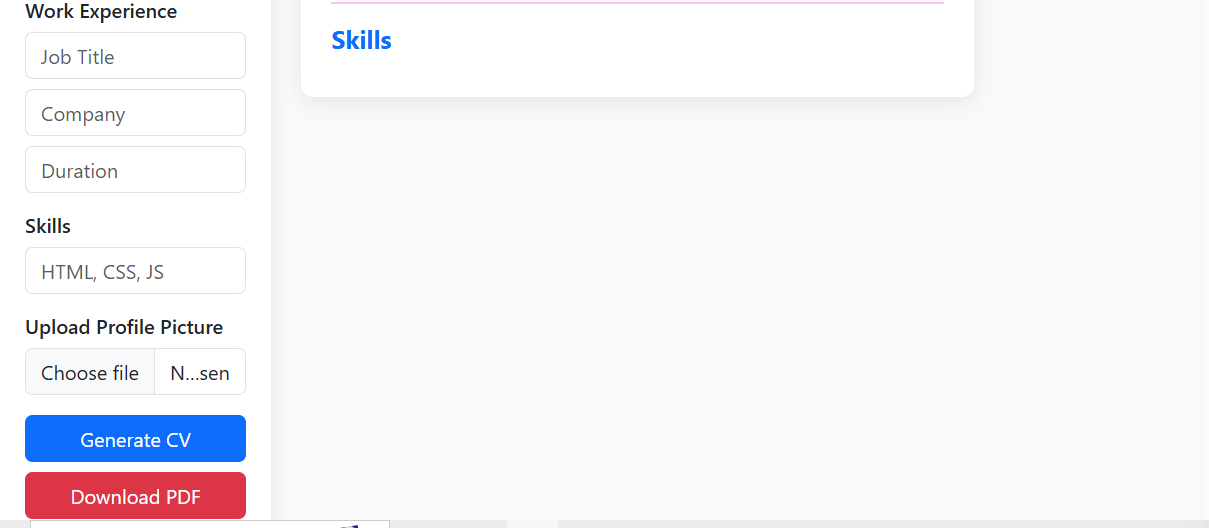 Work Experience
Job Title
Company
Duration
Skills
HTML, CSS, JS
Upload Profile Picture
Choose file N...sen
Generate CV
Download PDF
Skills